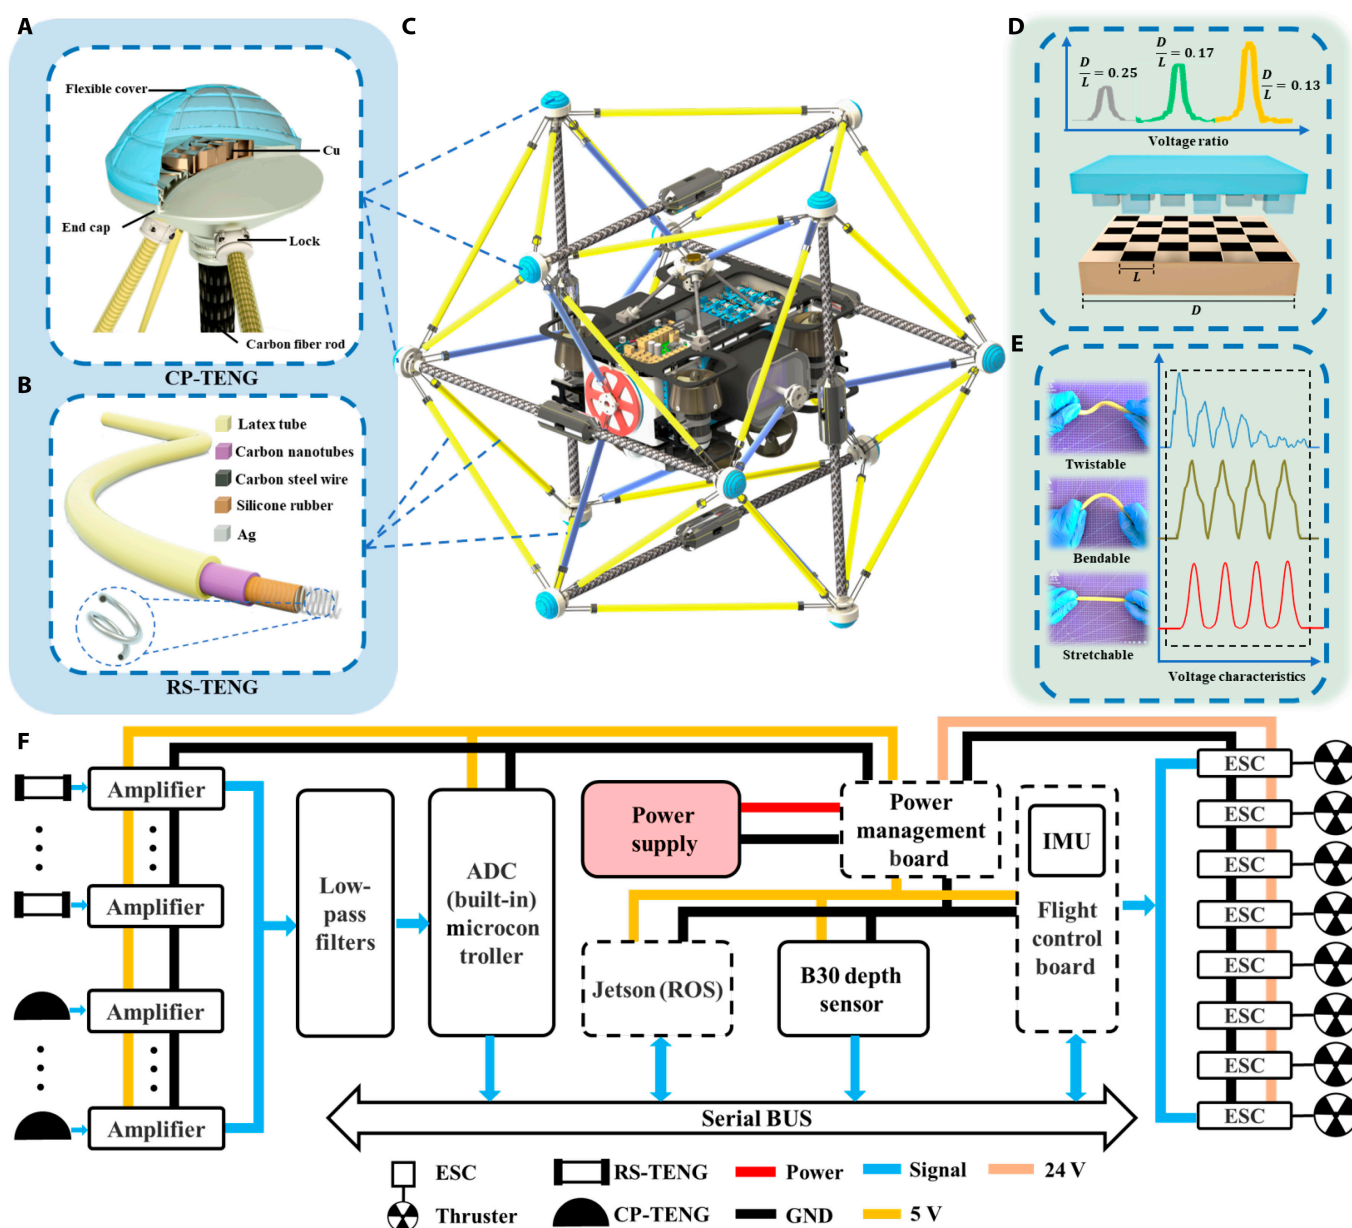 A
Flexible cover
Cu
End cap
Lock
Carbon fiber rod
CP-TENG
B
Latex tube
Carbon nanotubes
Carbon steel wire
Silicone rubber
Ag
RS-TENG
C
D
D/L = 0.25
D/L = 0.17
D/L = 0.13
Voltage ratio
L
D
E
Twistable
Bendable
Stretchable
Voltage characteristics
F
Amplifier
Amplifier
Amplifier
Amplifier
Low-
pass
filters
ADC
(built-in)
microcon
troller
Power
supply
Power
management
board
IMU
Flight
control
board
Jetson (ROS)
B30 depth
sensor
ESC
ESC
ESC
ESC
ESC
ESC
ESC
ESC
Serial BUS
ESC
RS-TENG
Power
Signal
24 V
Thruster
CP-TENG
GND
5 V